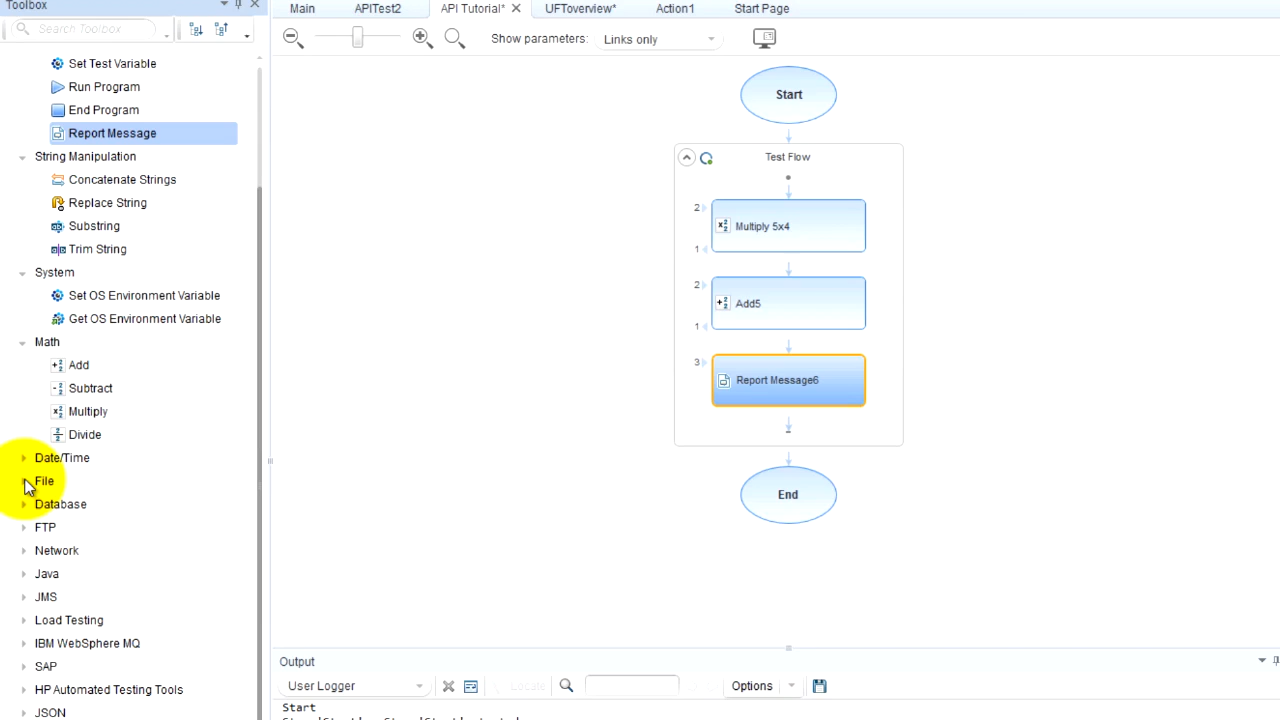 Toolbox
Search Toolbox
Set Test Variable
Run Program
End Program
Report Message
String Manipulation
Concatenate Strings
Replace String
Substring
Trim String
System
Set OS Environment Variable
Get OS Environment Variable
Math
Add
Subtract
Multiply
Divide
Date/Time
File
Database
FTP
Network
Java
JMS
Load Testing
IBM WebSphere MQ
SAP
HP Automated Testing Tools
JSON
Main APITest2 API Tutorial* UFToverview* Action1 Start Page
Show parameters: Links only
Start
Test Flow
2
Multiply 5x4
1
2
Add5
1
3
Report Message6
End
Output
User Logger Locate Options
Start